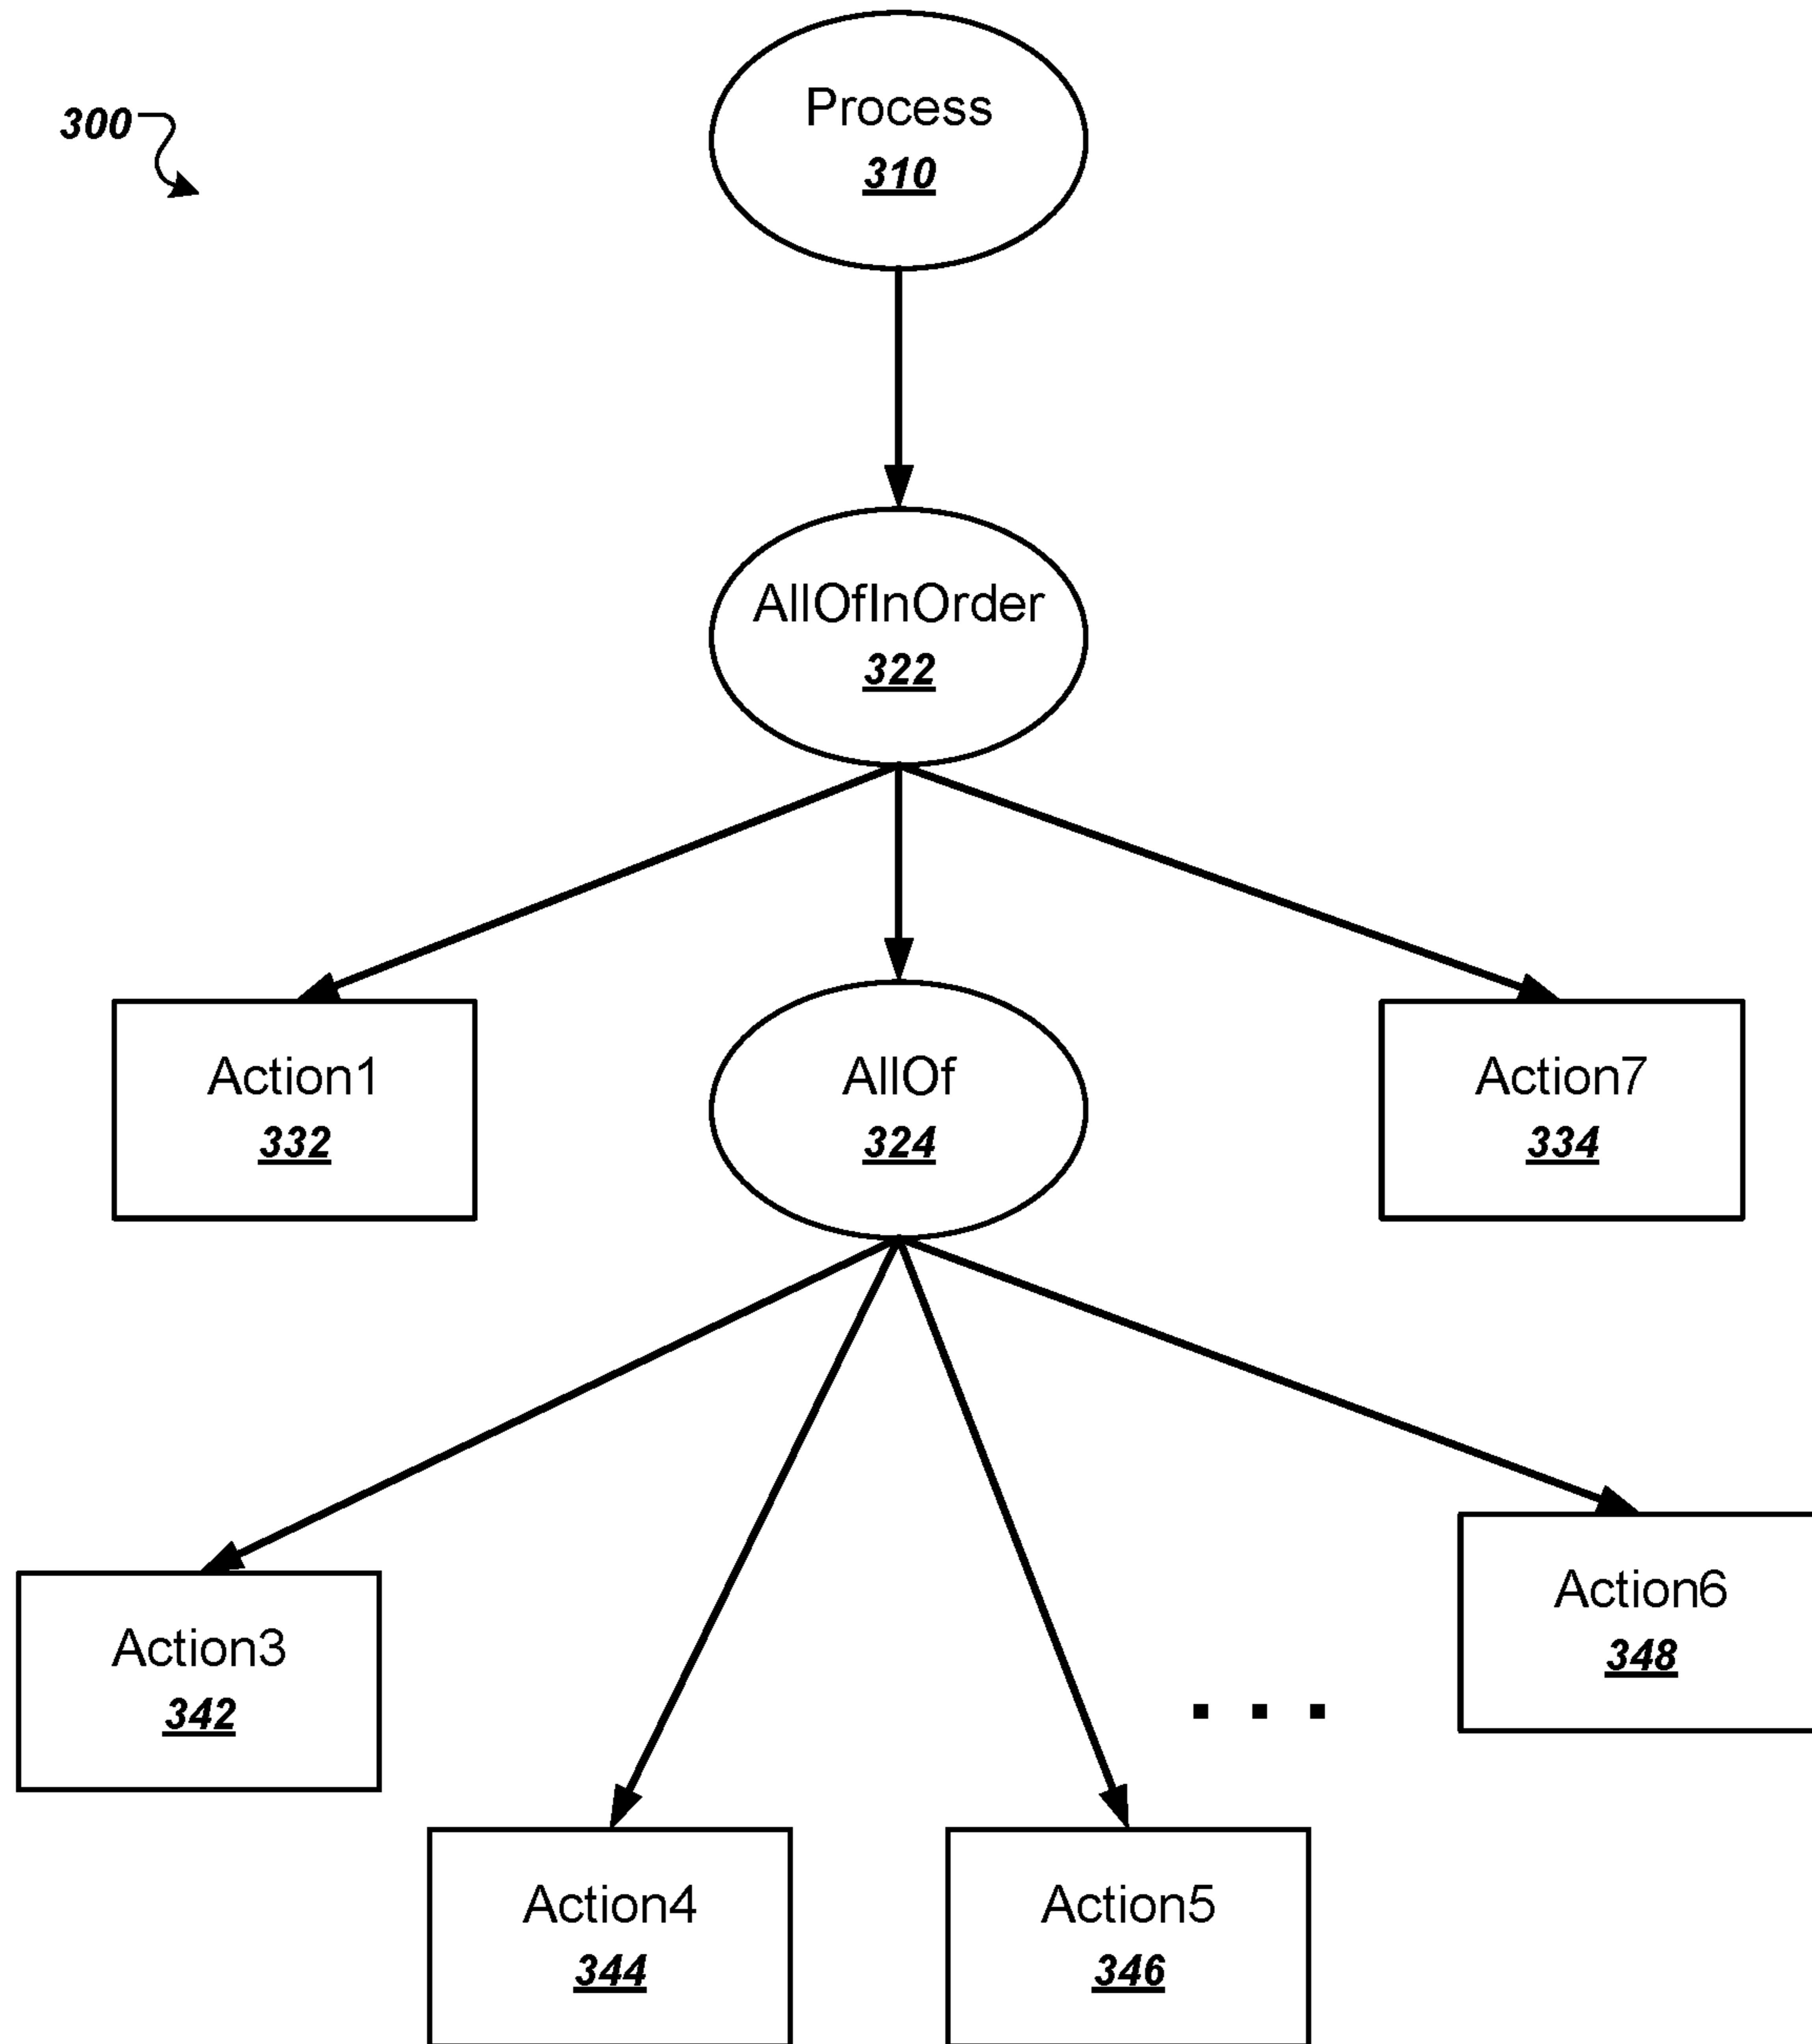 300
Process
310
AllOfInOrder
322
Action1
332
AllOf
324
Action7
334
Action3
342
Action4
344
Action5
346
. . .
Action6
348